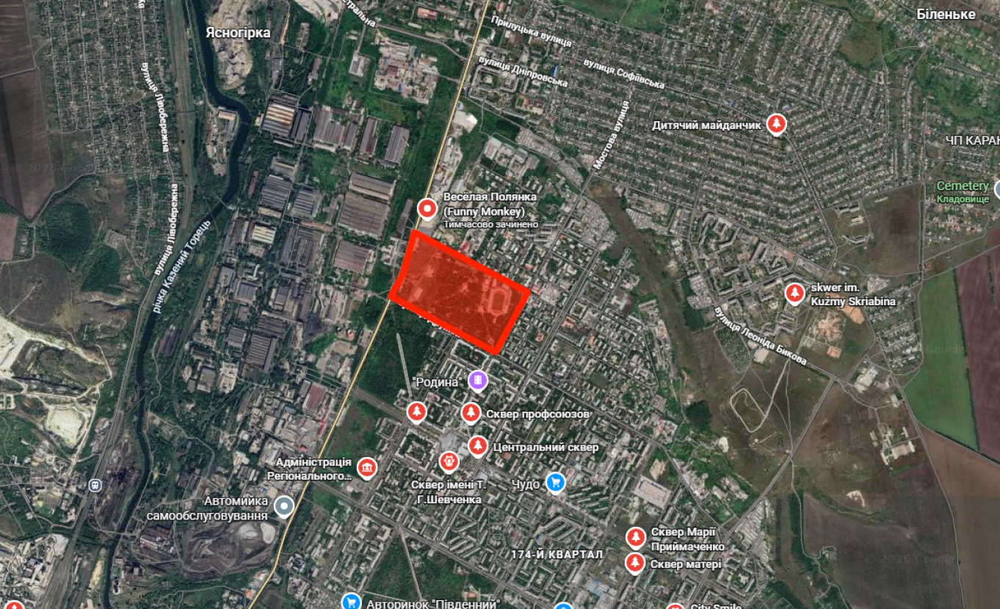 Ясногірка
Біленьке
Прилуцька вулиця
вулиця Дніпровська
вулиця Софіївська
вулиця Лівобережна
Мостова вулиця
Дитячий майданчик
ЧП КАРАН
Cemetery
Кладовище
вулиця Лівобережна
річка Казений Торець
Весёлая Полянка
(Funny Monkey)
Тимчасово зачинено
skwer im.
Kuźmy Skriabina
вулиця Леоніда Бикова
"Родина"
Сквер профсоюзов
Центральний сквер
Адміністрація
Регіонального...
Сквер імені Т.
Г.Шевченка
Чудо
Автомийка
самообслуговування
174-Й КВАРТАЛ
Сквер Марії
Приймаченко
Сквер матері
Авторинок "Південний"
City Smile